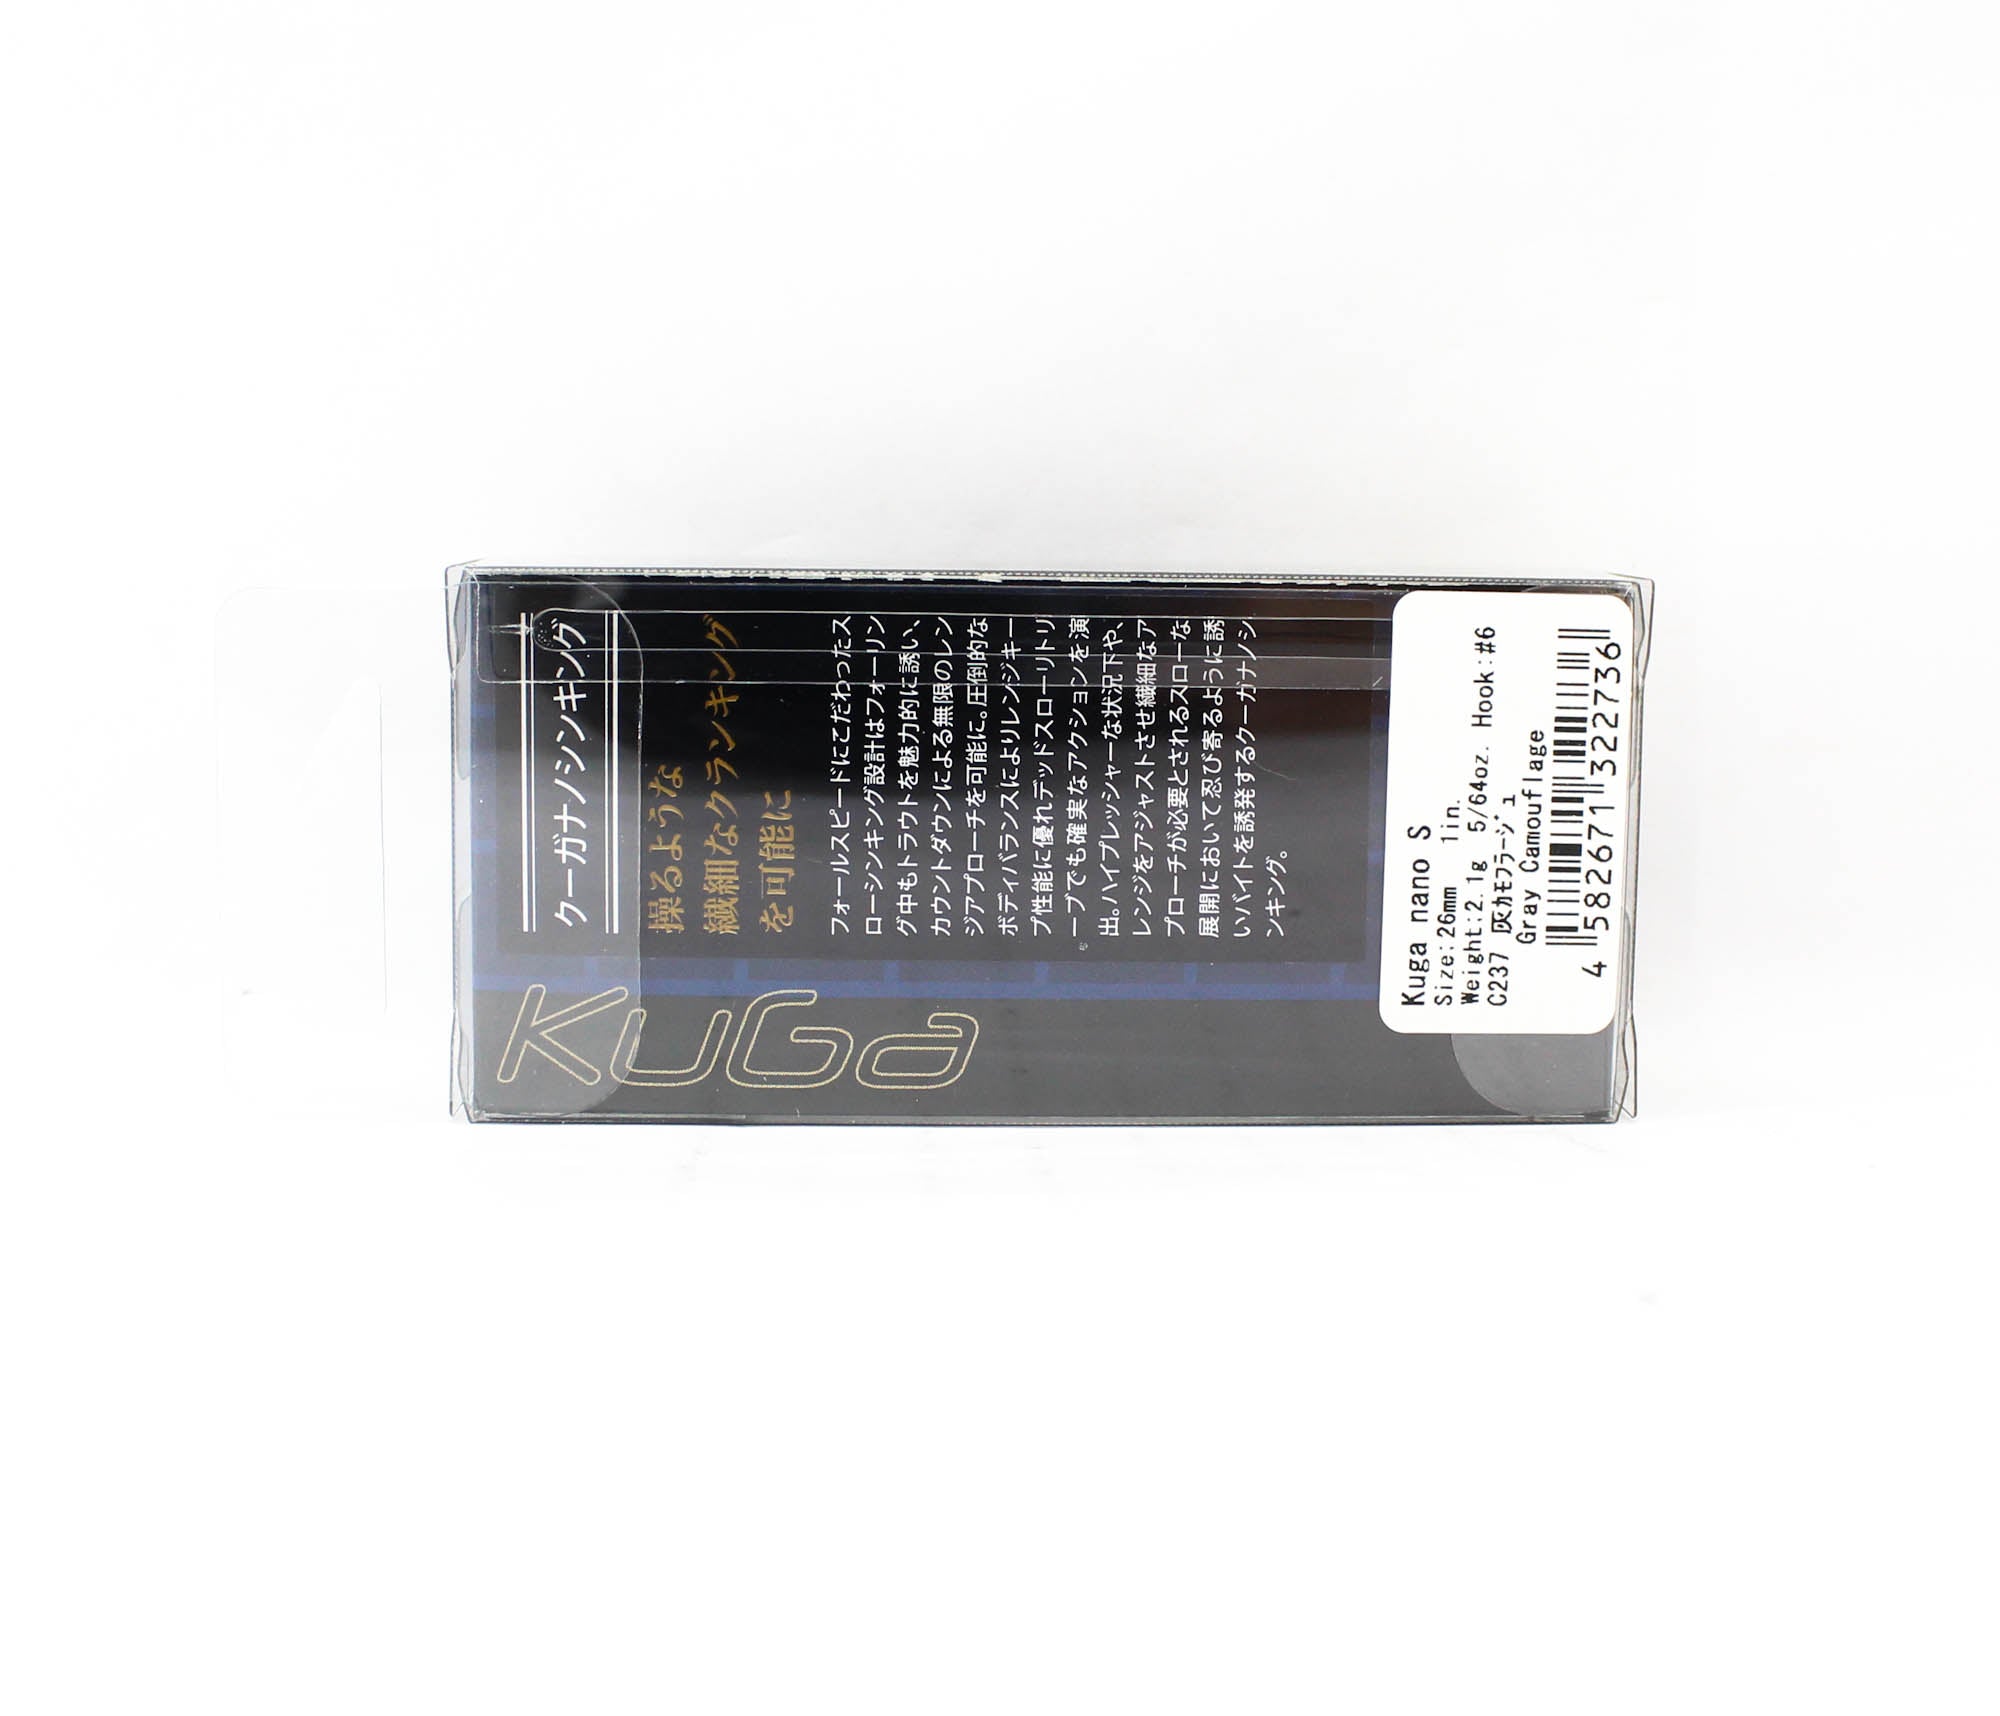 クーガナノシンキング
操るような
繊細なクランキング
を可能に
フォールスピードにこだわったス
ローシンキング設計はフォーリン
グ中もトラウトを魅力的に誘い、
カウントダウンによる無限のレン
ジアプローチを可能に。圧倒的な
ボディバランスによりレンジキー
プ性能に優れデッドスローリトリ
ーブでも確実なアクションを演
出。ハイプレッシャーな状況下や、
レンジをアジャストさせ繊細なア
プローチが必要とされるスローな
展開において忍び寄るように誘
いバイトを誘発するクーガナノシ
ンキング。
KuGa
Kuga nano S
Size:26mm 1in.
Weight:2.1g 5/64oz. Hook:#6
C237 灰ｶﾓﾌﾗｰｼﾞｭ
Gray Camouflage
4 582671 322736